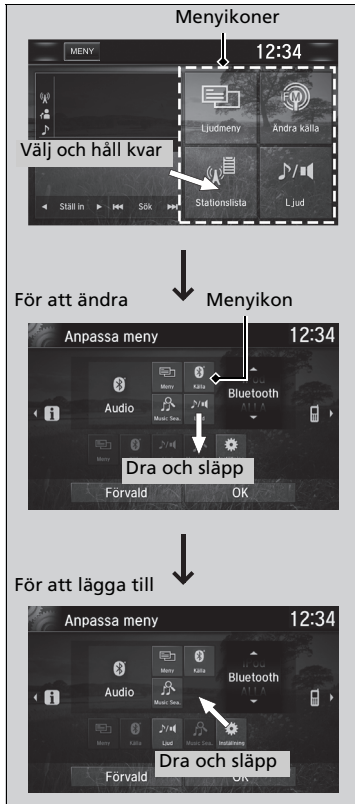 Menyikoner
MENY
12:34
Ljudmeny
Ändra källa
Välj och håll kvar
Ställ in
Sök
Stationslista
Ljud
För att ändra
Menyikon
Anpassa meny
12:34
Meny
Källa
Audio
Music Sea.
Ljud
Bluetooth
Dra och släpp
Förvald
OK
För att lägga till
Anpassa meny
12:34
Meny
Källa
Audio
Music Sea.
Bluetooth
Meny
Källa
Ljud
Music Sea.
Inställning
Dra och släpp
Förvald
OK